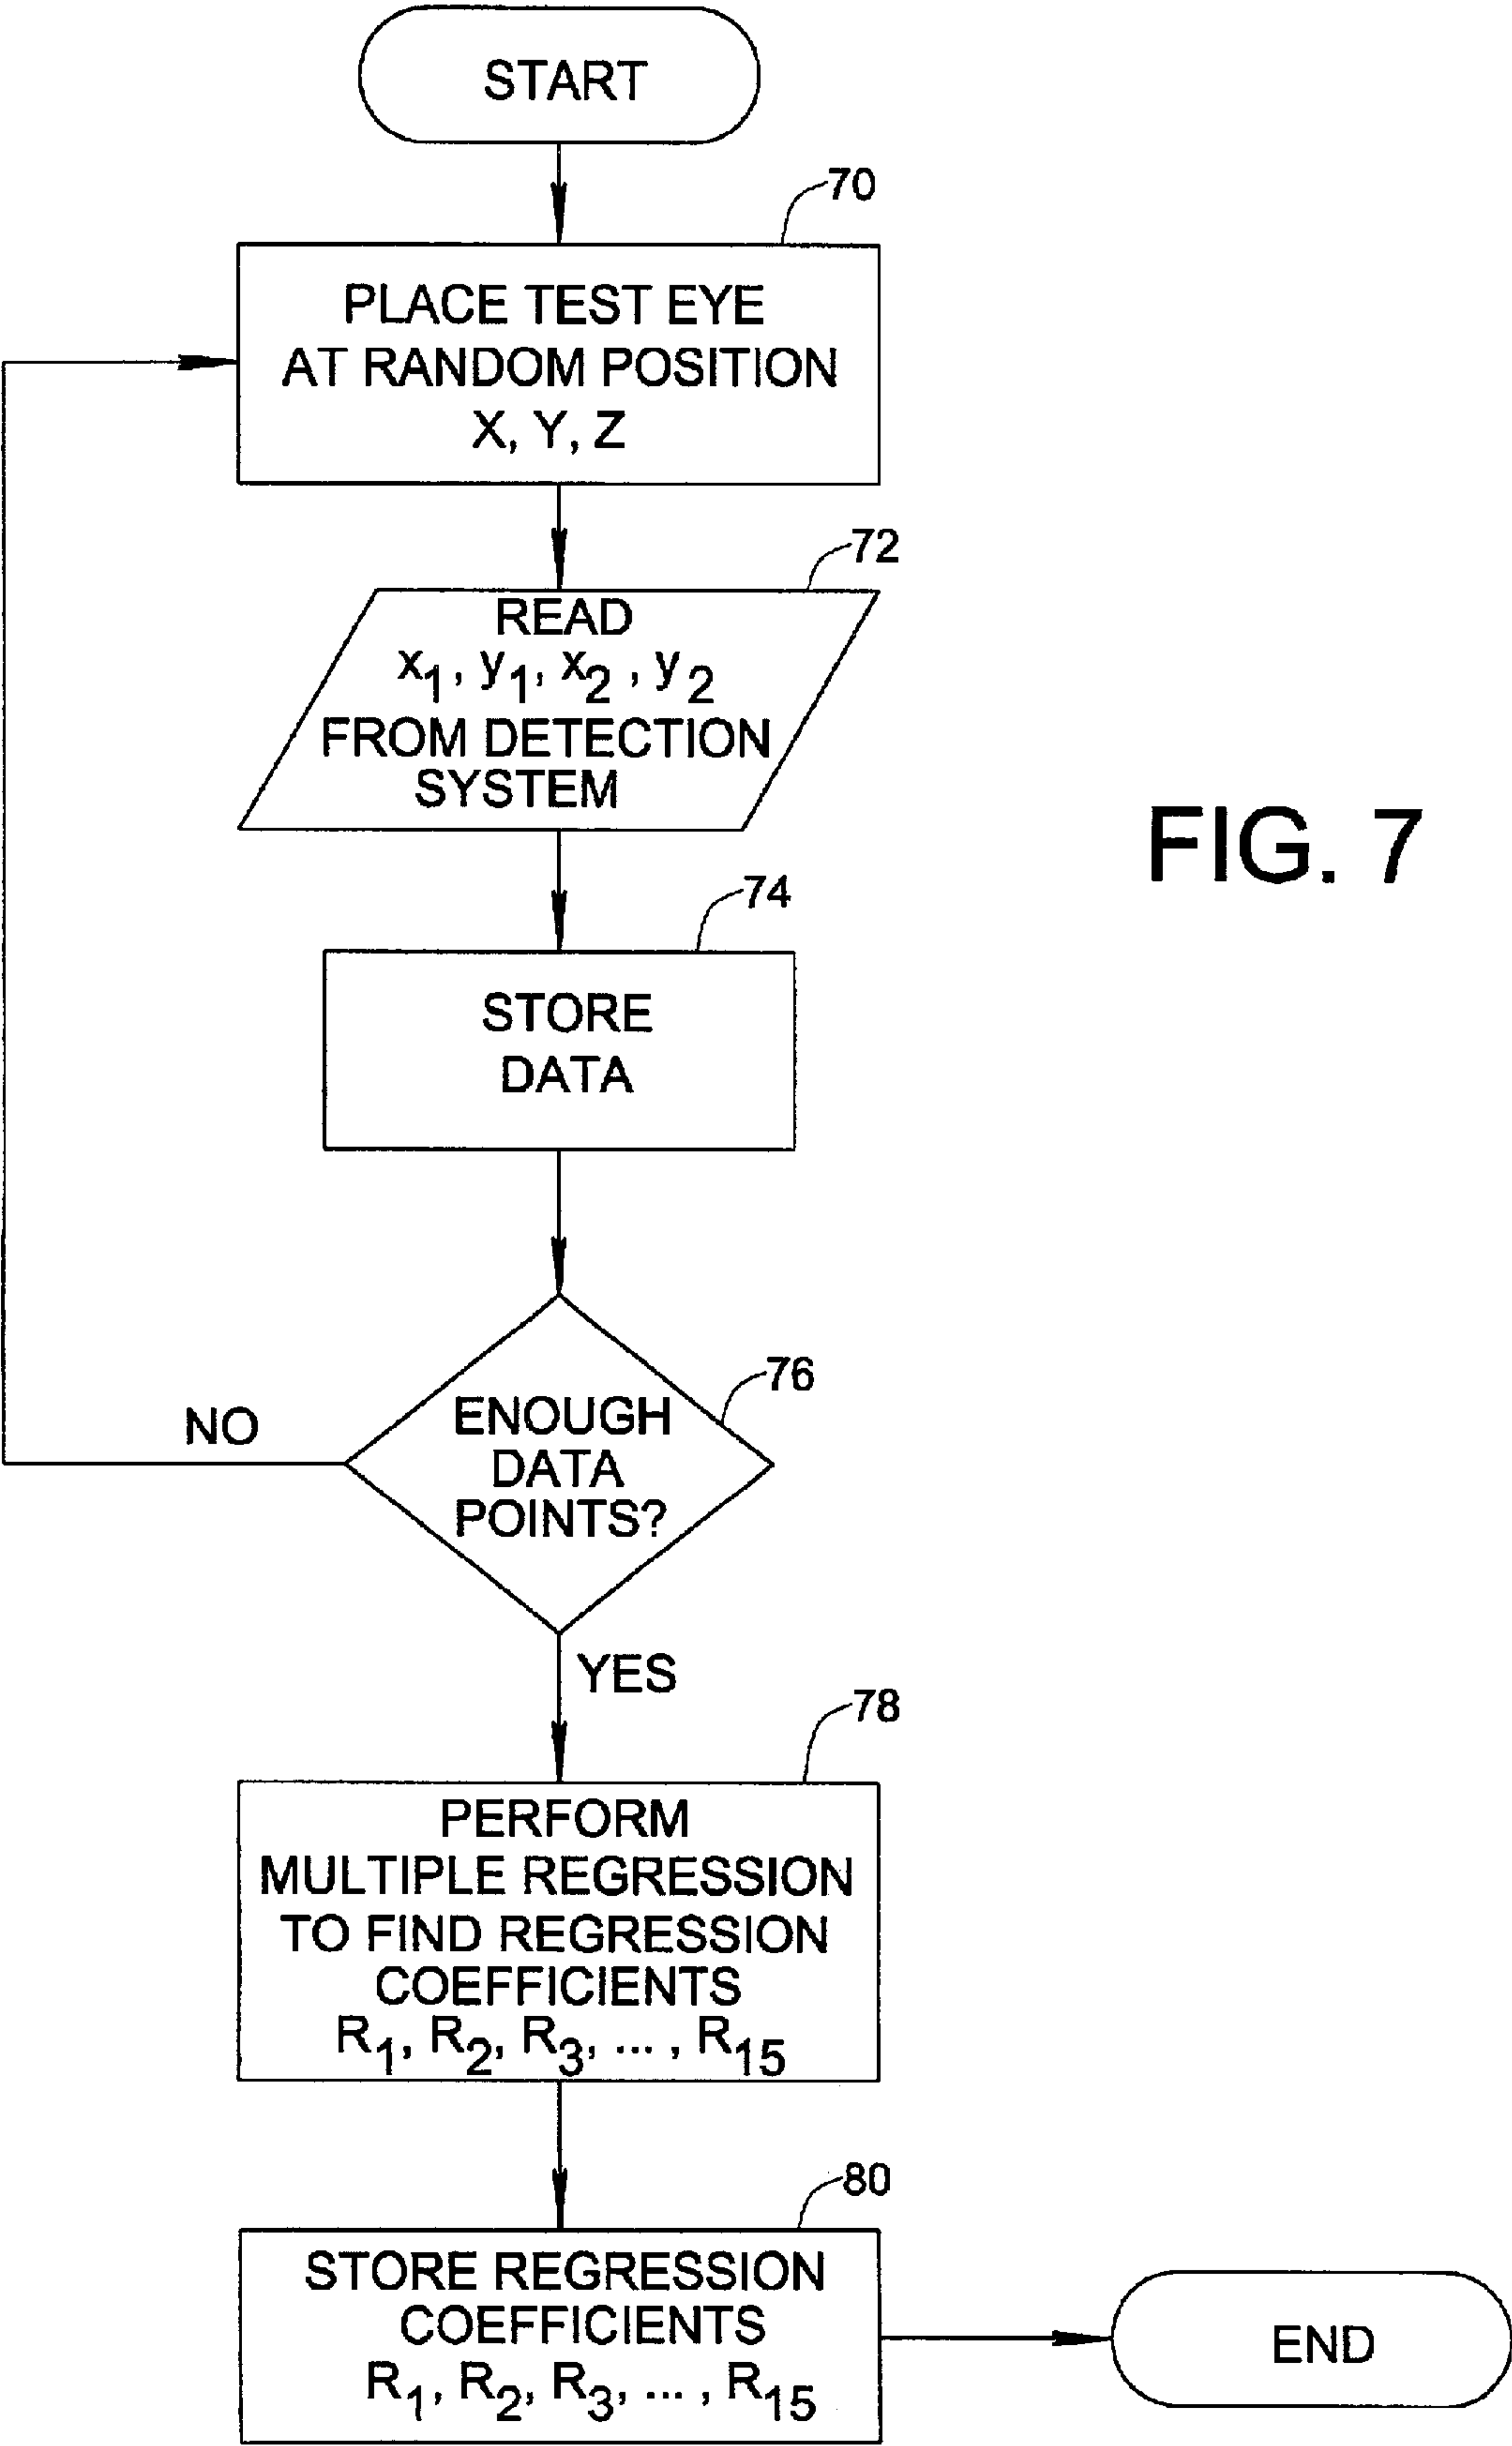 START
70
PLACE TEST EYE
AT RANDOM POSITION
X, Y, Z
72
READ
x1, y1, x2, y2
FROM DETECTION
SYSTEM
FIG. 7
74
STORE
DATA
76
ENOUGH
DATA
POINTS?
NO
YES
78
PERFORM
MULTIPLE REGRESSION
TO FIND REGRESSION
COEFFICIENTS
R1, R2, R3, ... , R15
80
STORE REGRESSION
COEFFICIENTS
R1, R2, R3, ... , R15
END